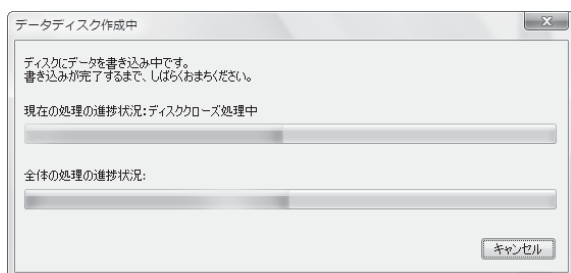 データディスク作成中
ディスクにデータを書き込み中です。
書き込みが完了するまで、しばらくおまちください。
現在の処理の進捗状況:ディスククローズ処理中
全体の処理の進捗状況:
キャンセル